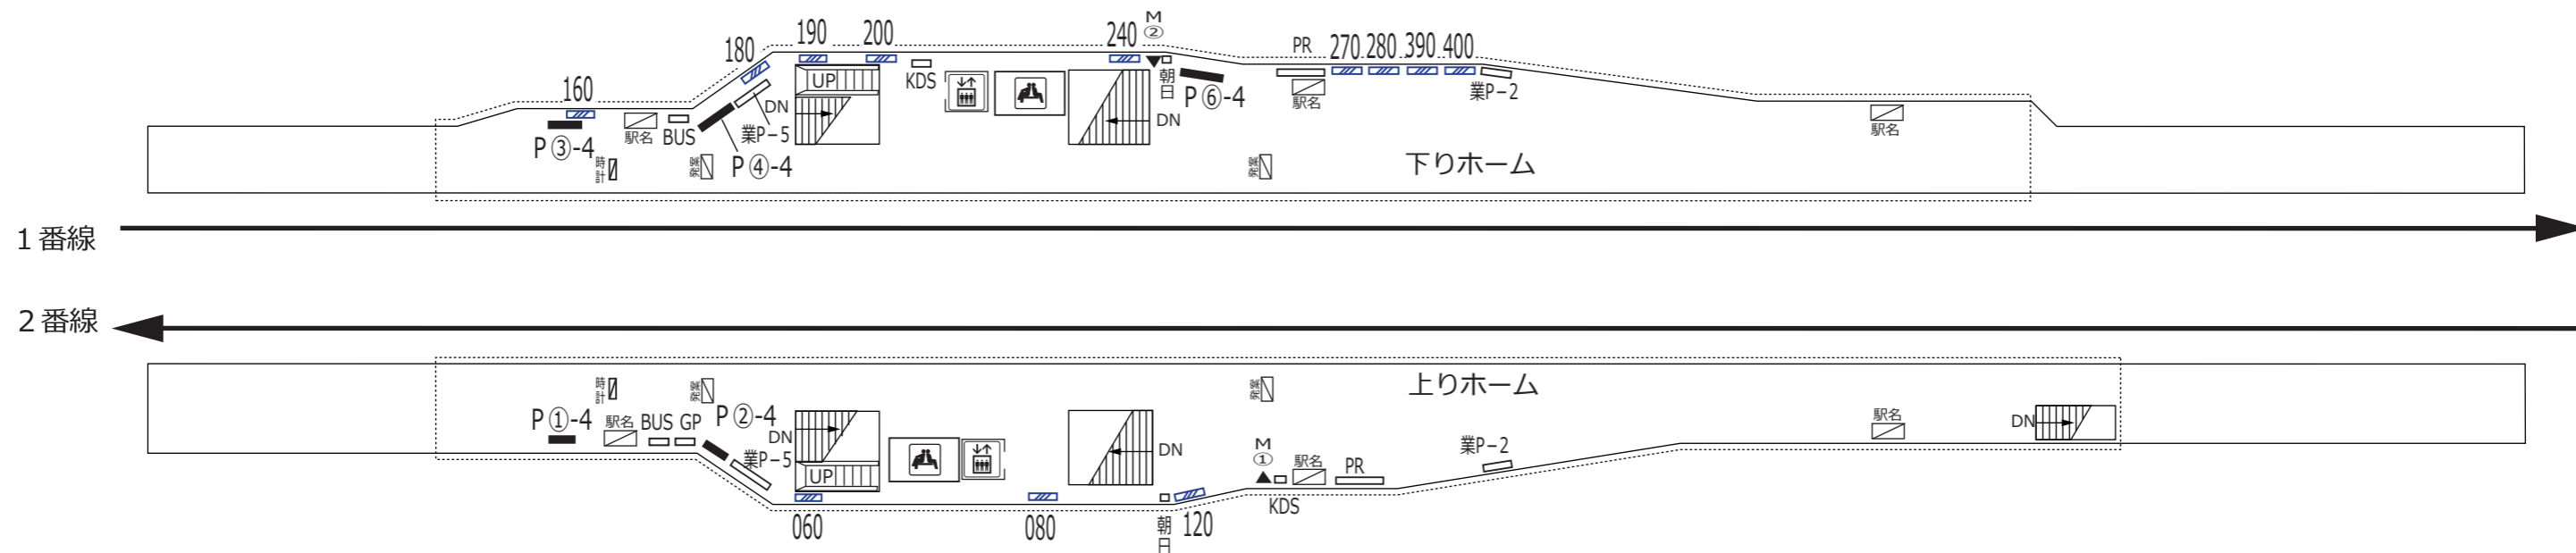 190
200
240
M
②
180
PR
270
280
390
400
160
UP
KDS
朝日
P⑥-4
駅名
業P-2
DN
DN
駅名
BUS
業P-5
駅名
P③-4
時計
発業
P④-4
発業
下りホーム
1番線
2番線
時計
発業
発業
上りホーム
P①-4
駅名
BUS
GP
P②-4
駅名
DN
DN
業P-5
DN
M
①
業P-2
UP
駅名
PR
KDS
060
080
朝日
120